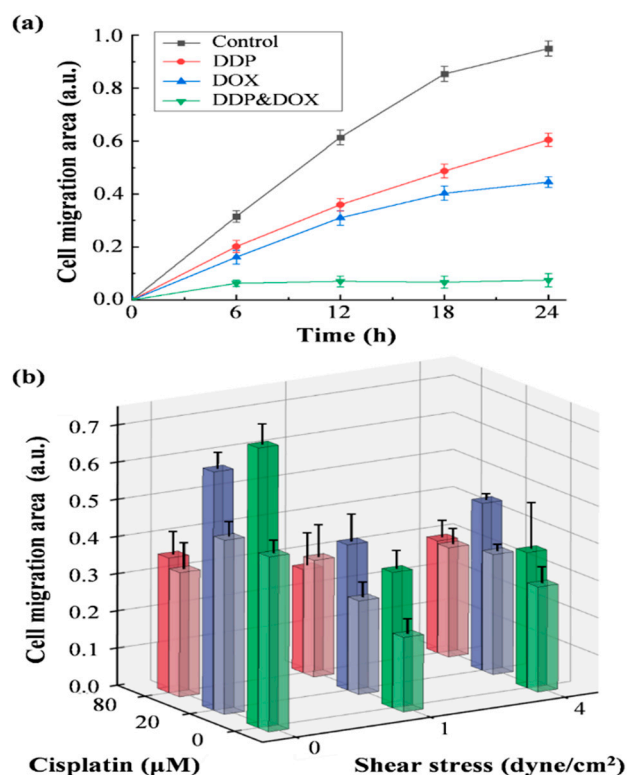 (a)
Cell migration area (a.u.)
1.0
0.8
0.6
0.4
0.2
0.0
Control
DDP
DOX
DDP&DOX
0 6 12 18 24
Time (h)
(b)
Cell migration area (a.u.)
0.7
0.6
0.5
0.4
0.3
0.2
0.1
0.0
80
20
0
0
1
4
Cisplatin (µM)
Shear stress (dyne/cm²)